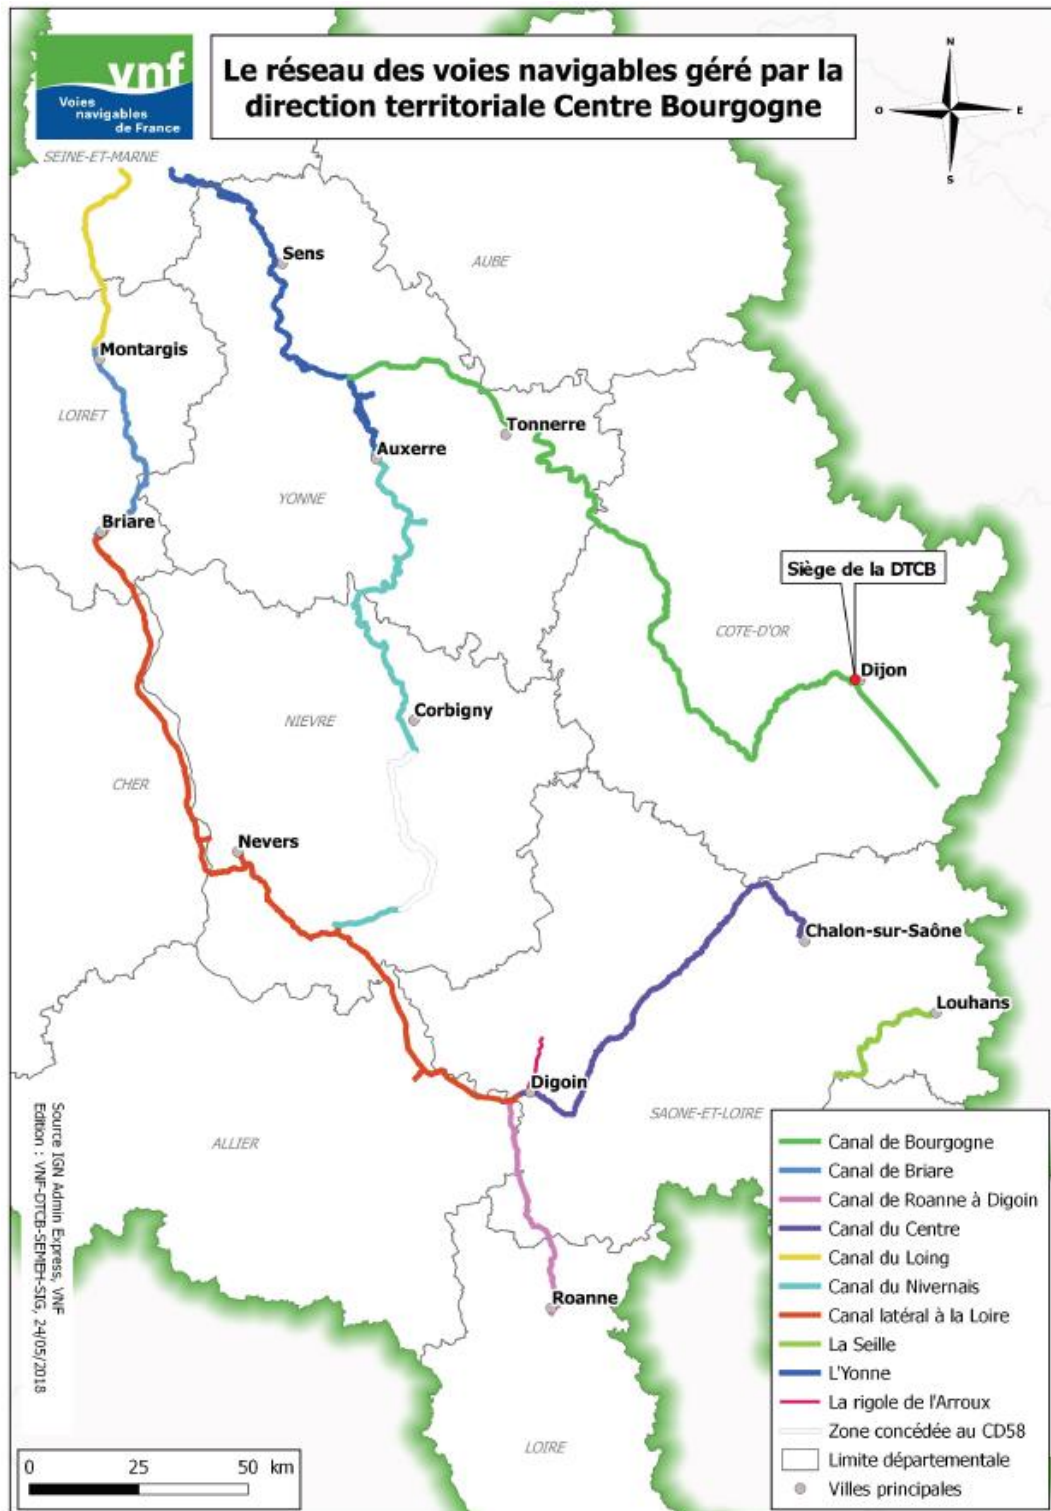 vnf
Voies
navigables
de France
Le réseau des voies navigables géré par la
direction territoriale Centre Bourgogne
N
O
E
S
SEINE-ET-MARNE
Sens
AUBE
Montargis
LOIRET
Tonnerre
Auxerre
YONNE
Briare
Siège de la DTCB
COTE-D'OR
Dijon
Corbigny
NIEVRE
CHER
Nevers
Chalon-sur-Saône
Louhans
Digoin
SAONE-ET-LOIRE
ALLIER
Roanne
LOIRE
Source IGN Admin Express, VNF
Edition : VNF-DTCB-SEMEH-SIG, 24/05/2018
Canal de Bourgogne
Canal de Briare
Canal de Roanne à Digoin
Canal du Centre
Canal du Loing
Canal du Nivernais
Canal latéral à la Loire
La Seille
L'Yonne
La rigole de l'Arroux
Zone concédée au CD58
Limite départementale
Villes principales
0 25 50 km